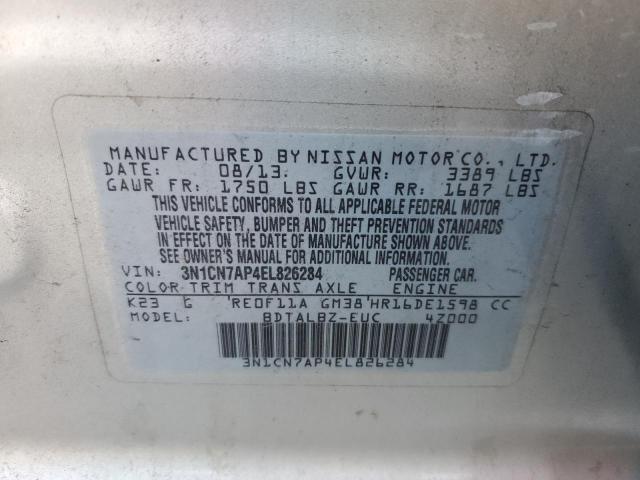 MANUFACTURED BY NISSAN MOTOR CO., LTD.
DATE: 08/13. GVWR: 3389 LBS
GAWR FR: 1750 LBS GAWR RR: 1687 LBS
THIS VEHICLE CONFORMS TO ALL APPLICABLE FEDERAL MOTOR
VEHICLE SAFETY, BUMPER AND THEFT PREVENTION STANDARDS
IN EFFECT ON THE DATE OF MANUFACTURE SHOWN ABOVE.
SEE OWNER'S MANUAL FOR ADDITIONAL INFORMATION.
VIN: 3N1CN7AP4EL826284 PASSENGER CAR.
COLOR TRIM TRANS AXLE ENGINE
K23 G RE0F11A GM38 HR16DE1598 CC
BDTALBZ-EUC 4Z000
3N1CN7AP4EL826284